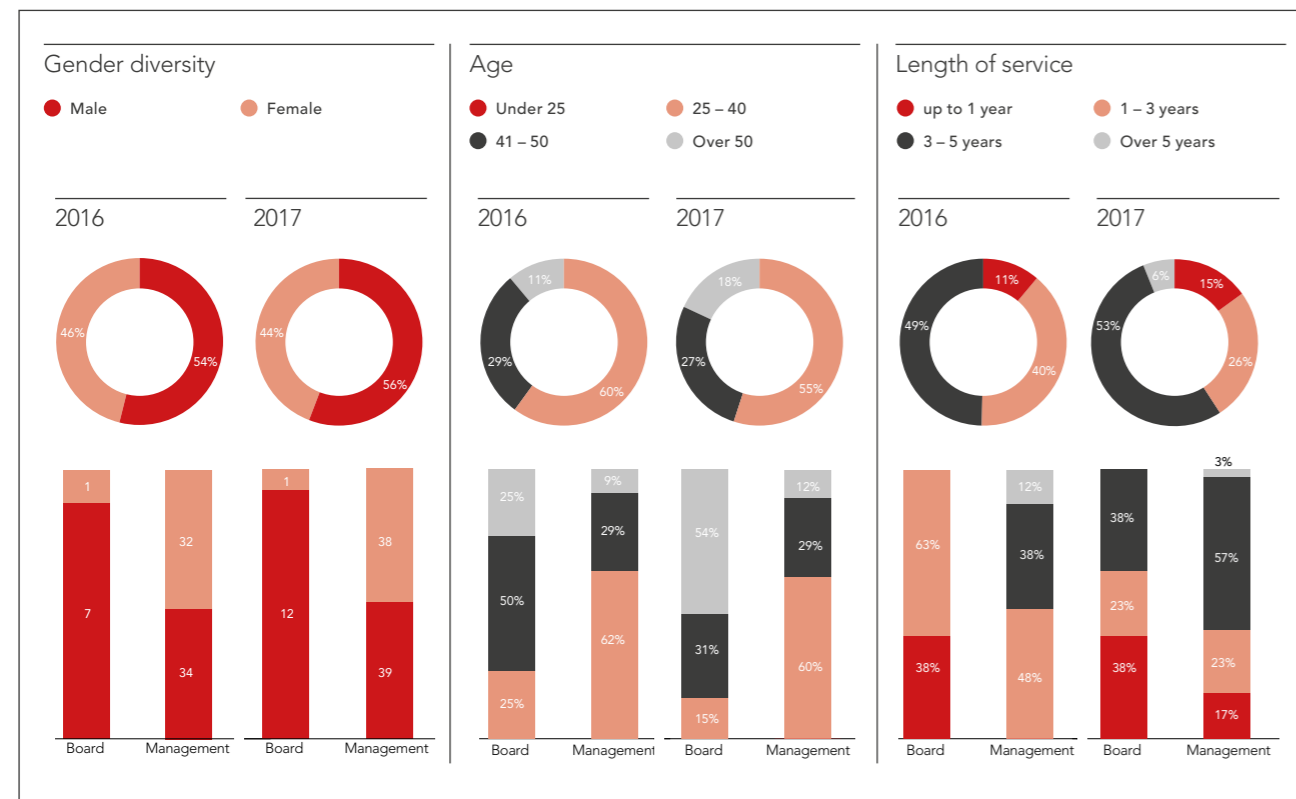 Gender diversity
Male
Female
2016
2017
46%
54%
44%
56%
1
7
32
34
1
12
38
39
Board
Management
Board
Management
Age
Under 25
25 – 40
41 – 50
Over 50
2016
2017
11%
29%
60%
18%
27%
55%
25%
50%
25%
9%
29%
62%
54%
31%
15%
12%
29%
60%
Board
Management
Board
Management
Length of service
up to 1 year
1 – 3 years
3 – 5 years
Over 5 years
2016
2017
11%
49%
40%
6%
15%
53%
26%
63%
38%
12%
38%
48%
38%
23%
38%
3%
57%
23%
17%
Board
Management
Board
Management